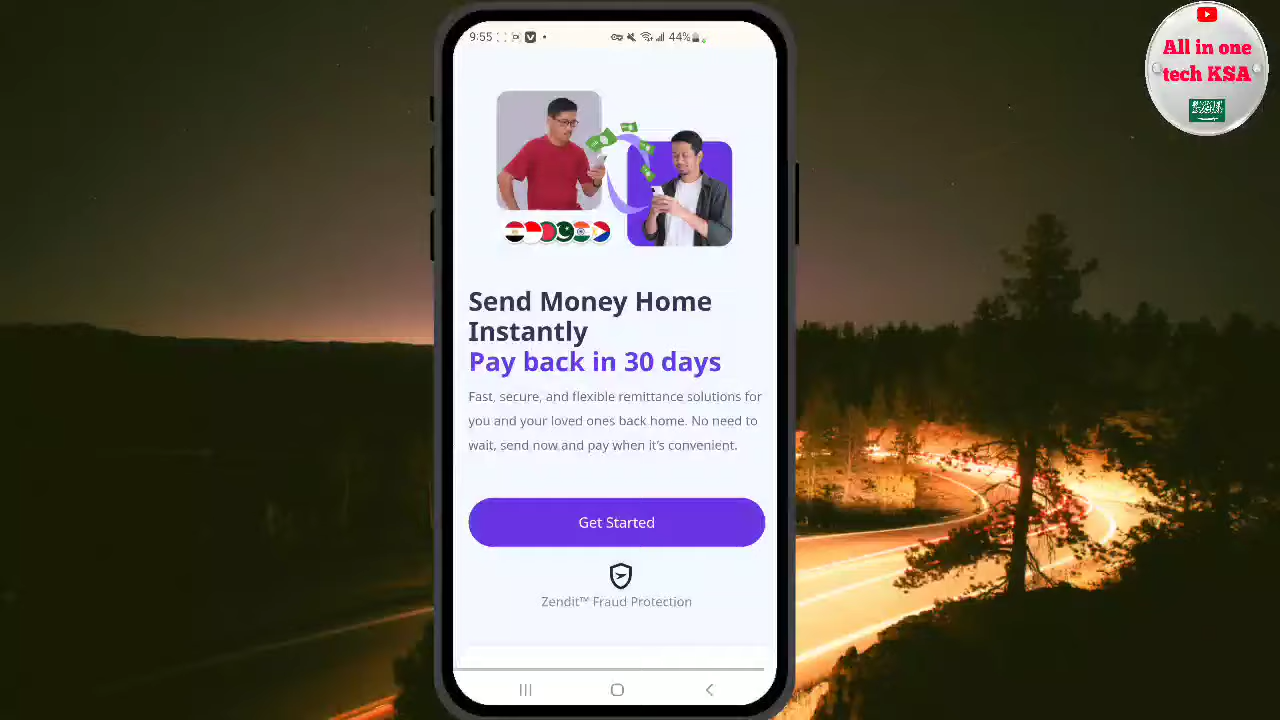 9:55
44%
All in one
tech KSA
Send Money Home
Instantly
Pay back in 30 days
Fast, secure, and flexible remittance solutions for
you and your loved ones back home. No need to
wait, send now and pay when it's convenient.
Get Started
Zendit™ Fraud Protection